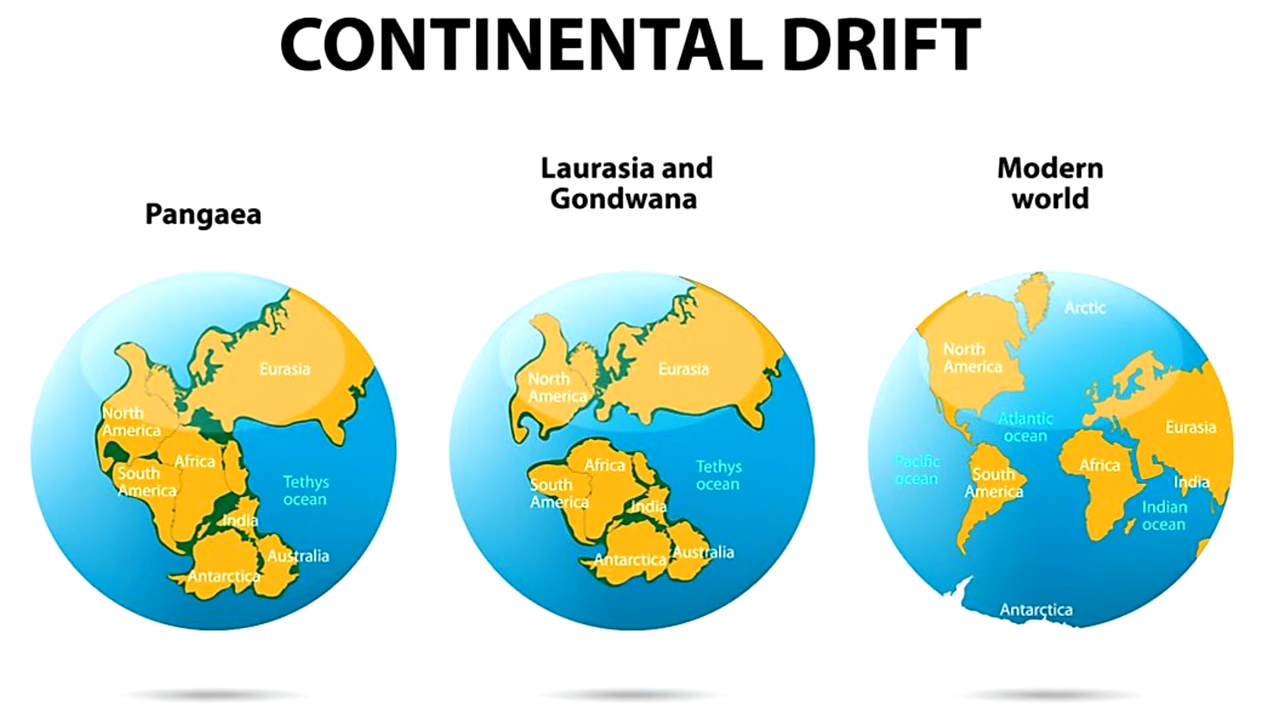 CONTINENTAL DRIFT
Pangaea
Eurasia
North
America
Africa
South
America
Tethys
ocean
India
Australia
Antarctica
Laurasia and
Gondwana
Eurasia
North
America
Africa
Tethys
ocean
South
America
India
Australia
Antarctica
Modern
world
Arctic
North
America
Atlantic
ocean
Eurasia
Pacific
ocean
Africa
South
America
India
Indian
ocean
Antarctica